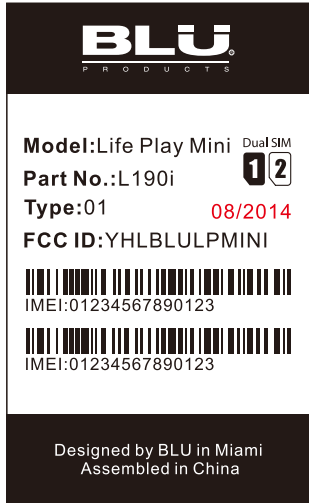 BLU
PRODUCTS
Model:Life Play Mini
Dual SIM
1 2
Part No.:L190i
Type:01
08/2014
FCC ID:YHLBLULPMINI
IMEI:01234567890123
IMEI:01234567890123
Designed by BLU in Miami
Assembled in China